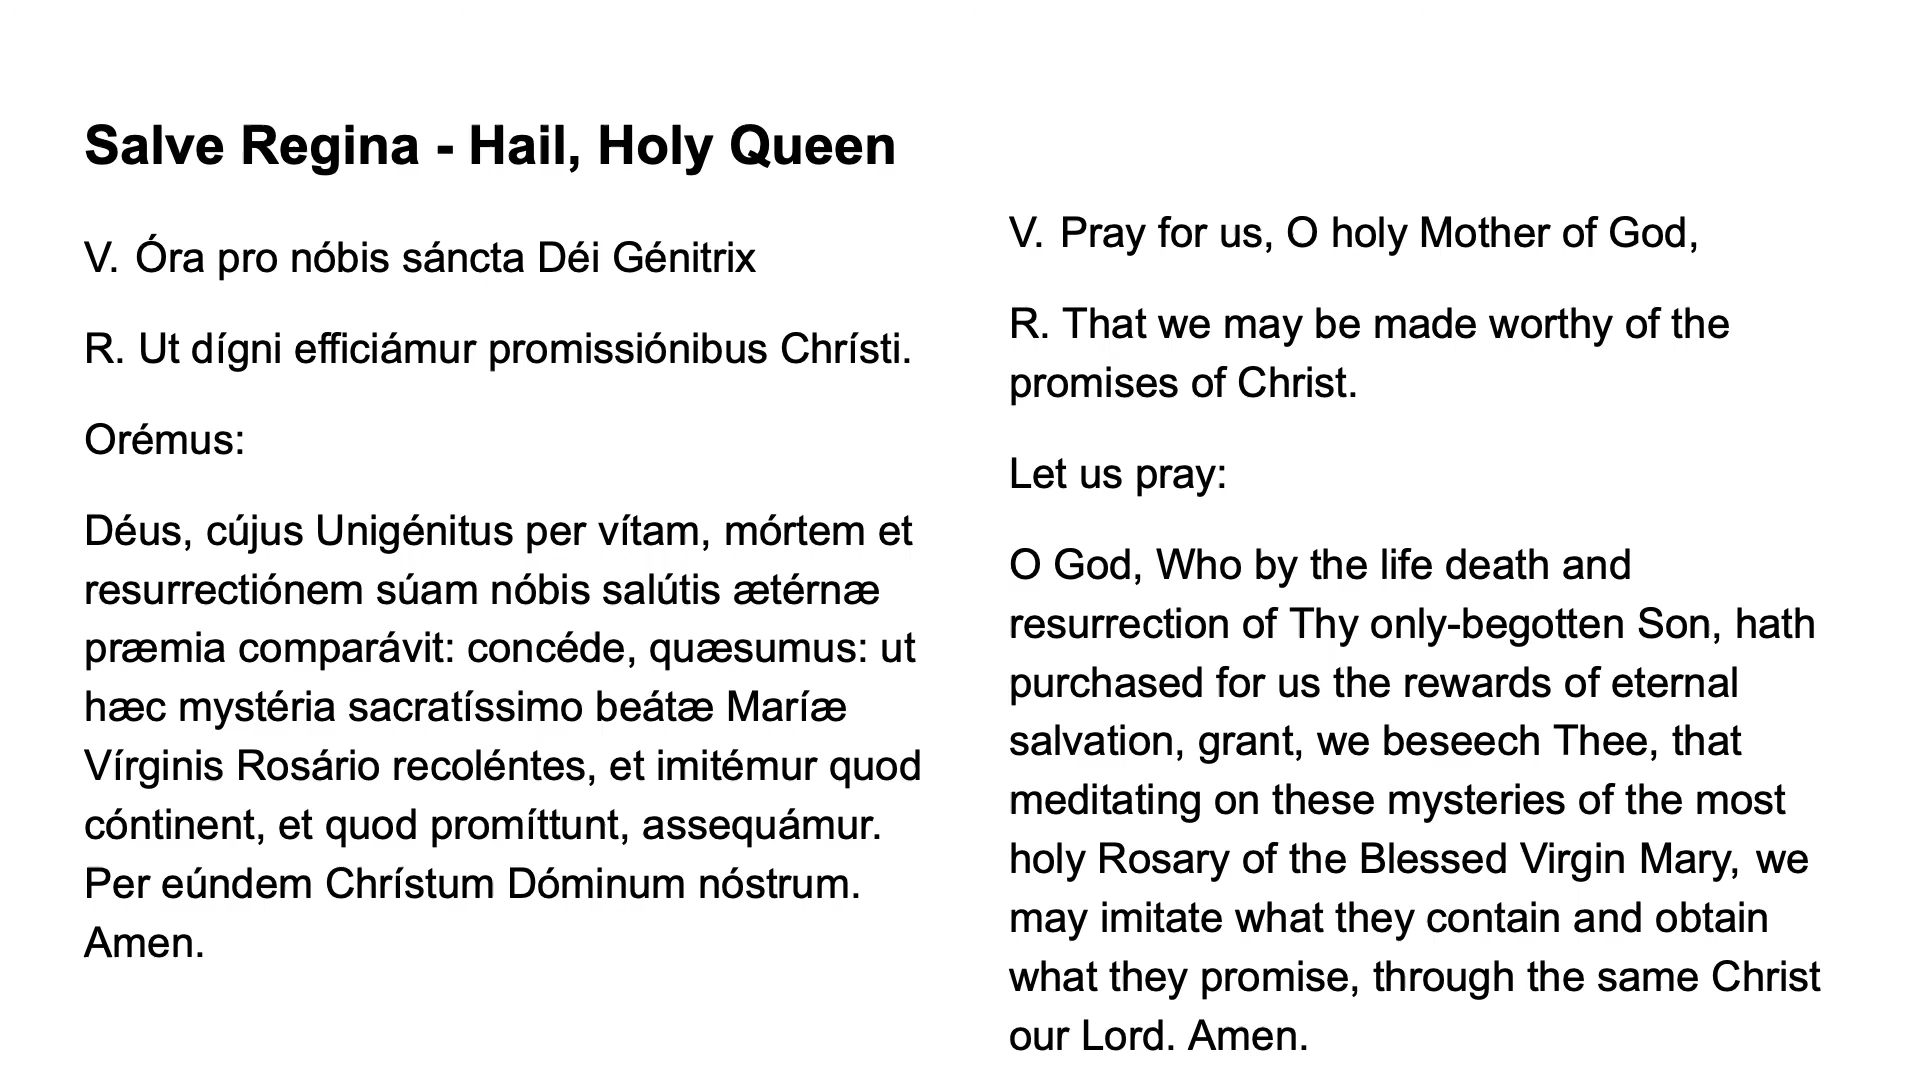 Salve Regina - Hail, Holy Queen
V. Óra pro nóbis sáncta Déi Génitrix
R. Ut dígni efficiámur promissiónibus Chrísti.
Orémus:
Déus, cújus Unigénitus per vítam, mórtem et
resurrectiónem súam nóbis salútis ætérnæ
præmia comparávit: concéde, quæsumus: ut
hæc mystéria sacratíssimo beátæ Maríæ
Vírginis Rosário recoléntes, et imitémur quod
cóntinent, et quod promíttunt, assequámur.
Per eúndem Chrístum Dóminum nóstrum.
Amen.
V. Pray for us, O holy Mother of God,
R. That we may be made worthy of the
promises of Christ.
Let us pray:
O God, Who by the life death and
resurrection of Thy only-begotten Son, hath
purchased for us the rewards of eternal
salvation, grant, we beseech Thee, that
meditating on these mysteries of the most
holy Rosary of the Blessed Virgin Mary, we
may imitate what they contain and obtain
what they promise, through the same Christ
our Lord. Amen.